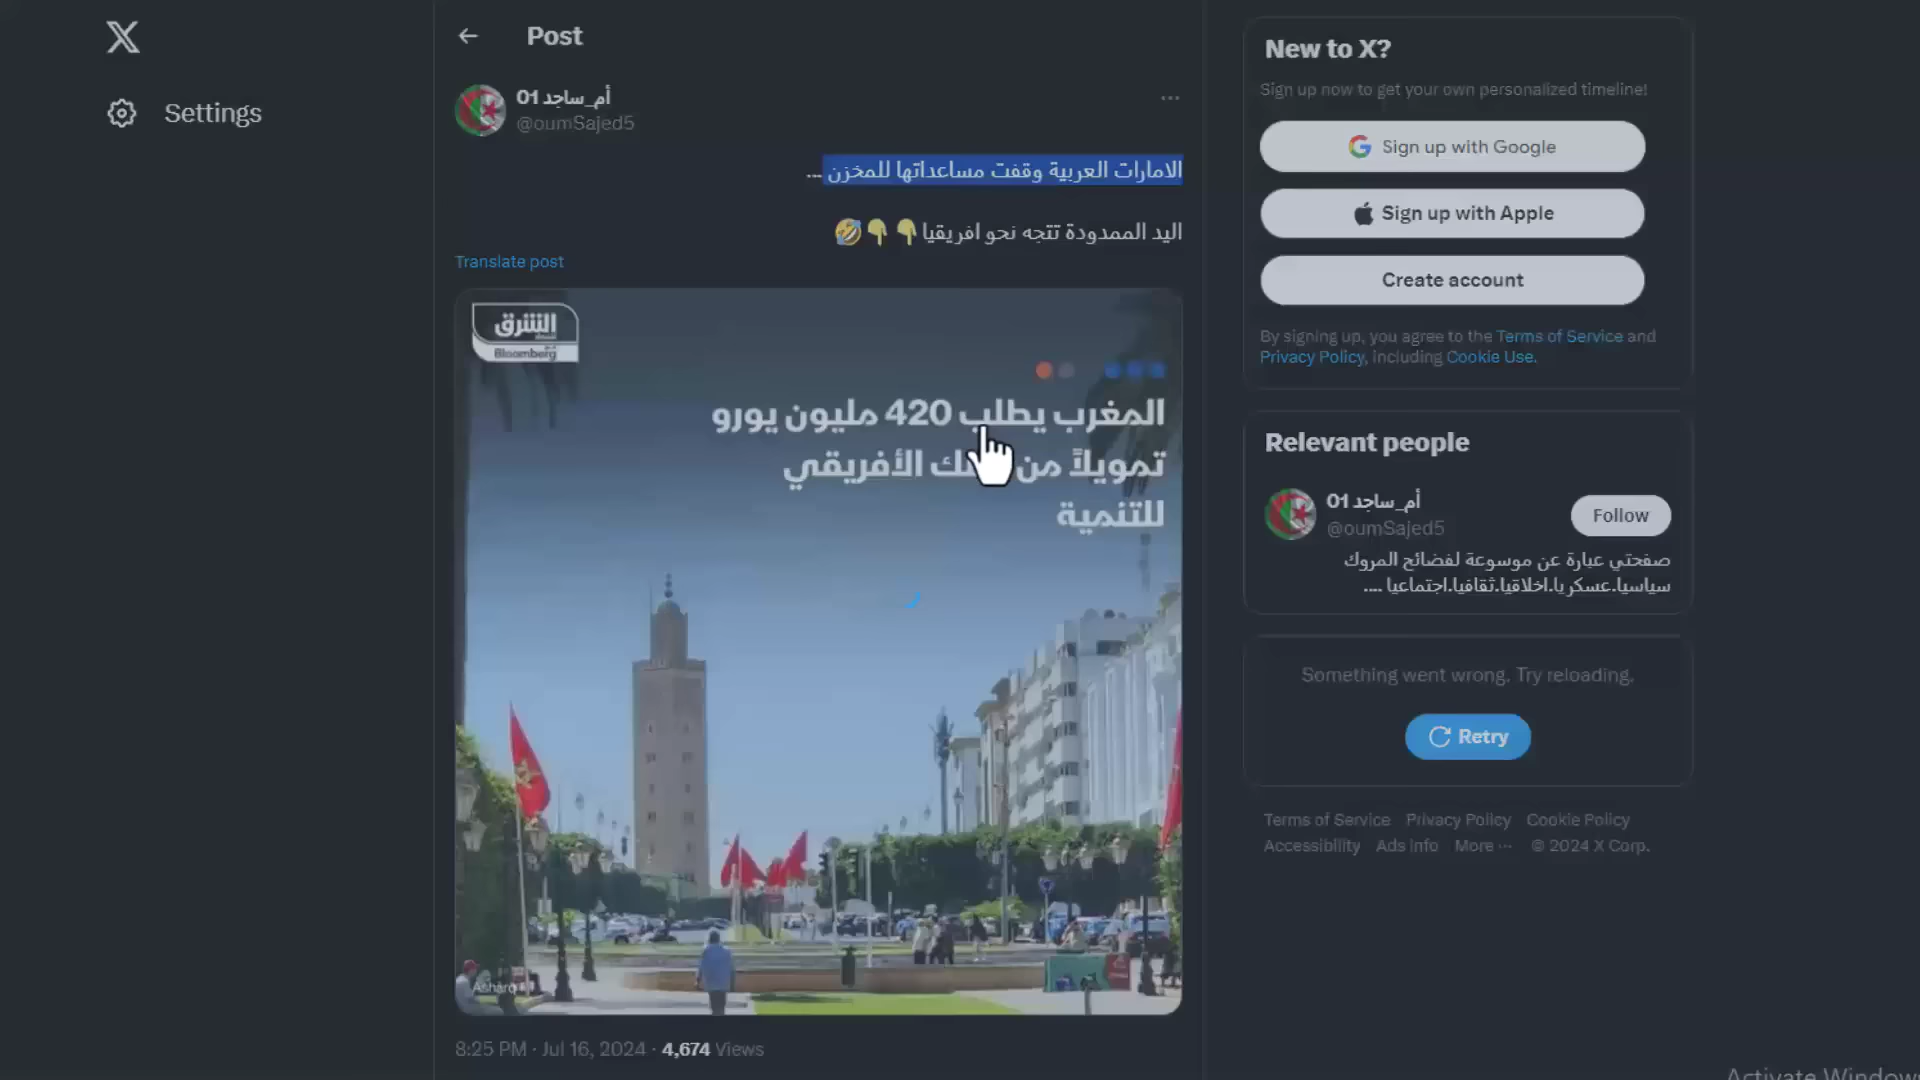 Settings
Post
أم_ساجد 01
@oumSajed5
الامارات العربية وقفت مساعداتها للمخزن ...
اليد الممدودة تتجه نحو افريقيا👇👇🤣
Translate post
الشرق
Bloomberg
المغرب يطلب 420 مليون يورو
تمويلاً من الأفريقي
للتنمية
8:25 PM · Jul 16, 2024 · 4,674 Views
New to X?
Sign up now to get your own personalized timeline!
Sign up with Google
Sign up with Apple
Create account
By signing up, you agree to the Terms of Service and
Privacy Policy, including Cookie Use.
Relevant people
أم_ساجد 01
@oumSajed5
Follow
صفحتي عبارة عن موسوعة لفضائح المروك
سياسيا.عسكريا.اخلاقيا.ثقافيا.اجتماعيا ....
Something went wrong. Try reloading.
Retry
Terms of Service Privacy Policy Cookie Policy
Accessibility Ads info More ··· © 2024 X Corp.